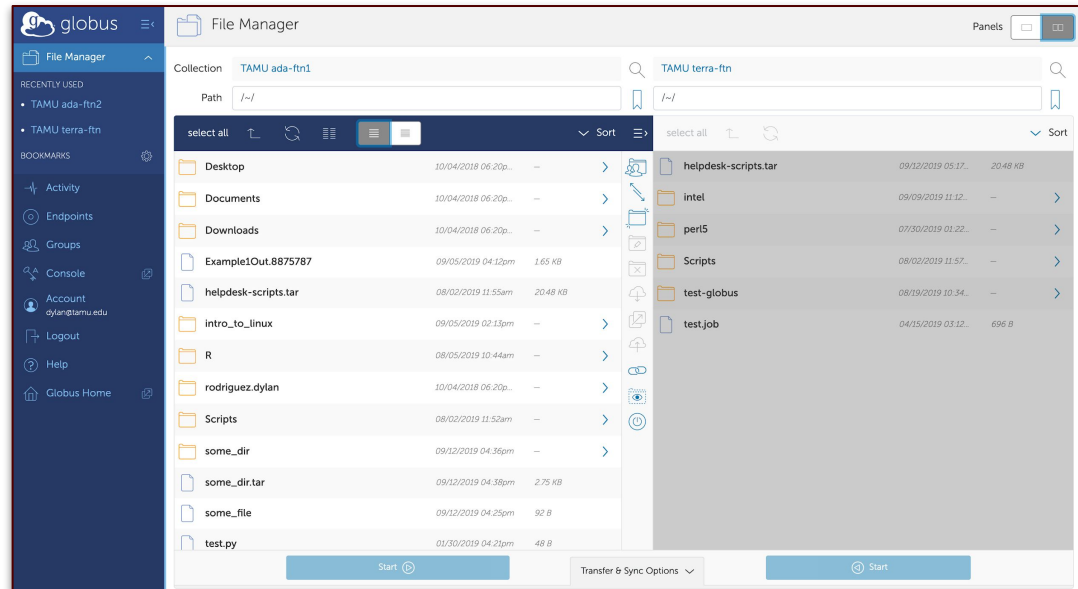 globus
File Manager
Panels
File Manager
RECENTLY USED
• TAMU ada-ftn2
• TAMU terra-ftn
BOOKMARKS
Activity
Endpoints
Groups
Console
Account
dylan@tamu.edu
Logout
Help
Globus Home
Collection TAMU ada-ftn1
Path /~/
select all Sort
Desktop 10/04/2018 06:20p... —
Documents 10/04/2018 06:20p... —
Downloads 10/04/2018 06:20p... —
Example1Out.8875787 09/05/2019 04:12pm 1.65 KB
helpdesk-scripts.tar 08/02/2019 11:55am 20.48 KB
intro_to_linux 09/05/2019 02:13pm —
R 08/05/2019 10:44am —
rodriguez.dylan 10/04/2018 06:20p... —
Scripts 08/02/2019 11:52am —
some_dir 09/12/2019 04:36pm —
some_dir.tar 09/12/2019 04:38pm 2.75 KB
some_file 09/12/2019 04:25pm 92 B
test.py 01/30/2019 04:21pm 48 B
Start
TAMU terra-ftn
/~/
select all Sort
helpdesk-scripts.tar 09/12/2019 05:17... 20.48 KB
intel 09/09/2019 11:12... —
perl5 07/30/2019 01:22... —
Scripts 08/02/2019 11:57... —
test-globus 08/19/2019 10:34... —
test.job 04/15/2019 03:12... 696 B
Transfer & Sync Options
Start